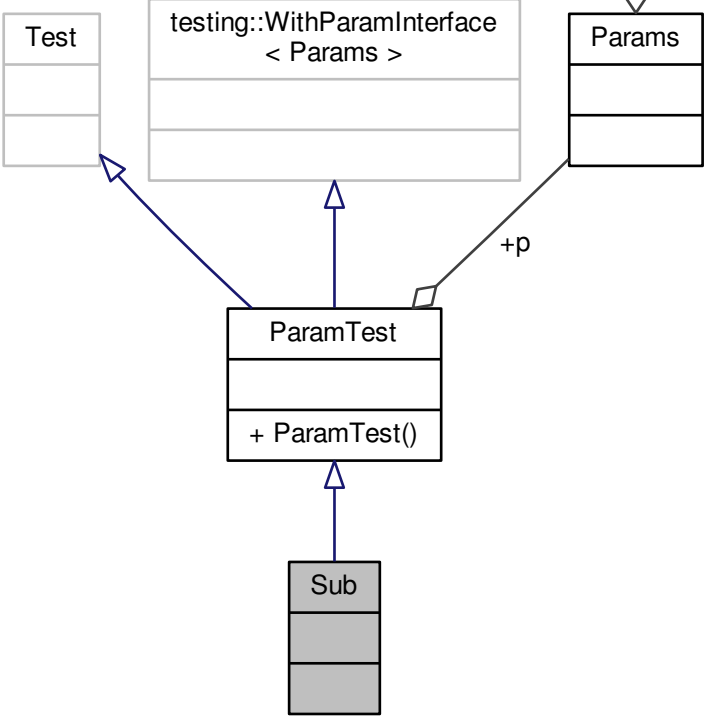 Test
testing::WithParamInterface
< Params >
Params
+p
ParamTest
+ ParamTest()
Sub